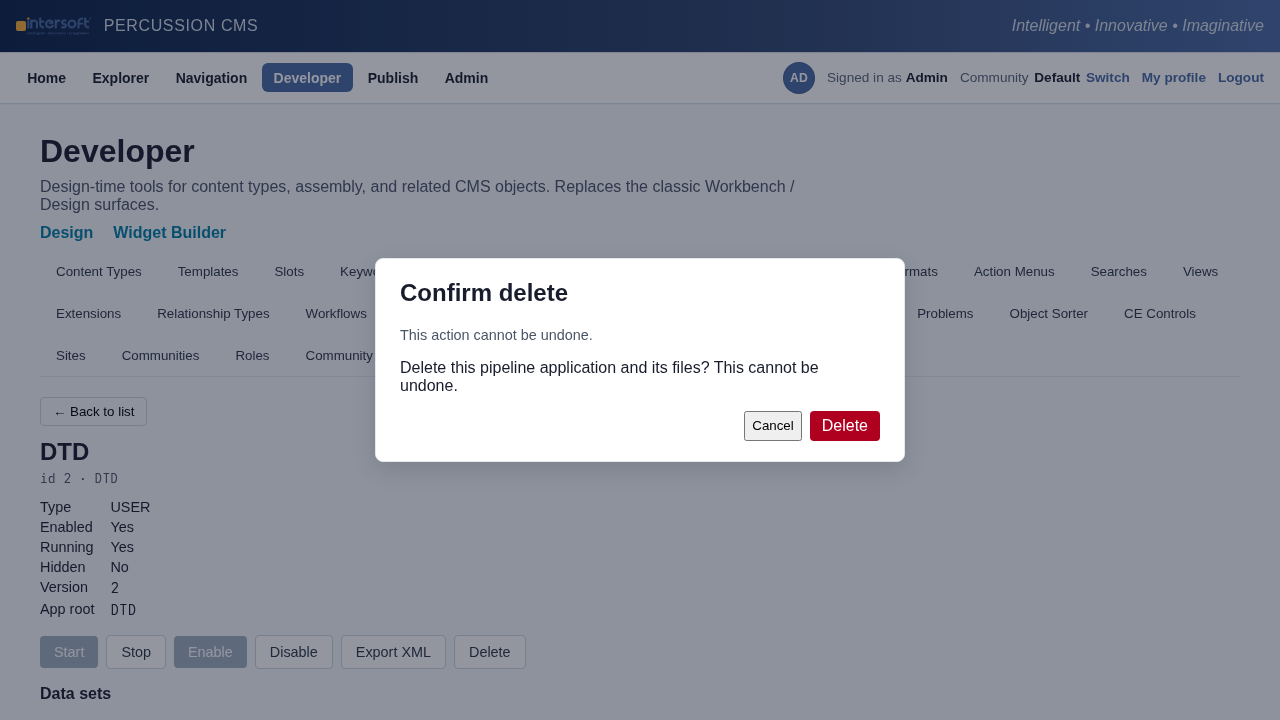 intersoft
PERCUSSION CMS
Intelligent • Innovative • Imaginative
Home
Explorer
Navigation
Developer
Publish
Admin
AD
Signed in as Admin
Community Default
Switch
My profile
Logout
Developer
Design-time tools for content types, assembly, and related CMS objects. Replaces the classic Workbench /
Design surfaces.
Design
Widget Builder
Content Types
Templates
Slots
Action Menus
Searches
Views
Extensions
Relationship Types
Workflows
Problems
Object Sorter
CE Controls
Sites
Communities
Roles
Community
Confirm delete
This action cannot be undone.
Delete this pipeline application and its files? This cannot be
undone.
Cancel
Delete
← Back to list
DTD
id 2 · DTD
Type USER
Enabled Yes
Running Yes
Hidden No
Version 2
App root DTD
Start
Stop
Enable
Disable
Export XML
Delete
Data sets